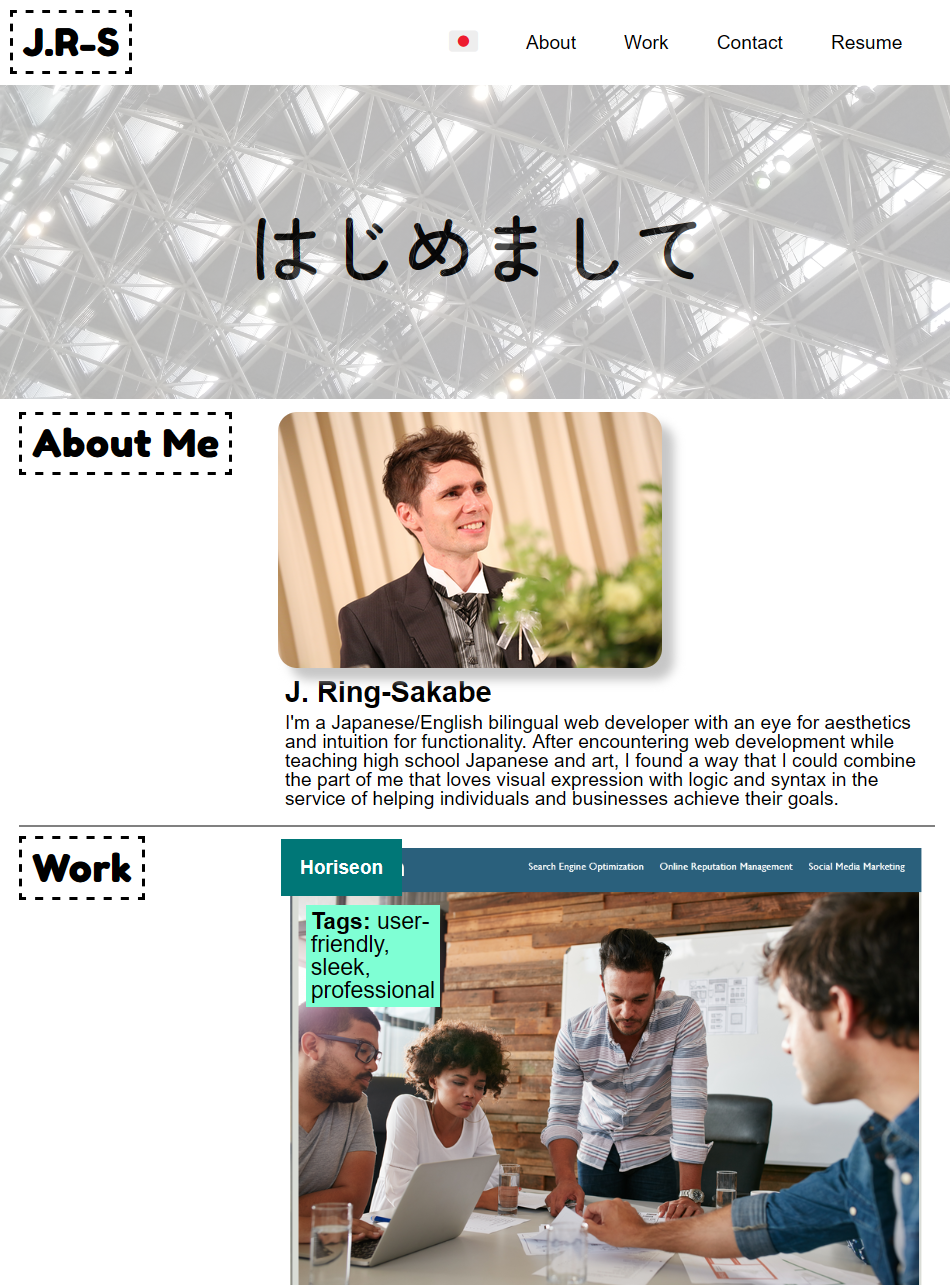 J.R-S
About Work Contact Resume
はじめまして
About Me
J. Ring-Sakabe
I'm a Japanese/English bilingual web developer with an eye for aesthetics
and intuition for functionality. After encountering web development while
teaching high school Japanese and art, I found a way that I could combine
the part of me that loves visual expression with logic and syntax in the
service of helping individuals and businesses achieve their goals.
Work
Horiseon
Search Engine Optimization Online Reputation Management Social Media Marketing
Tags: user-
friendly,
sleek,
professional